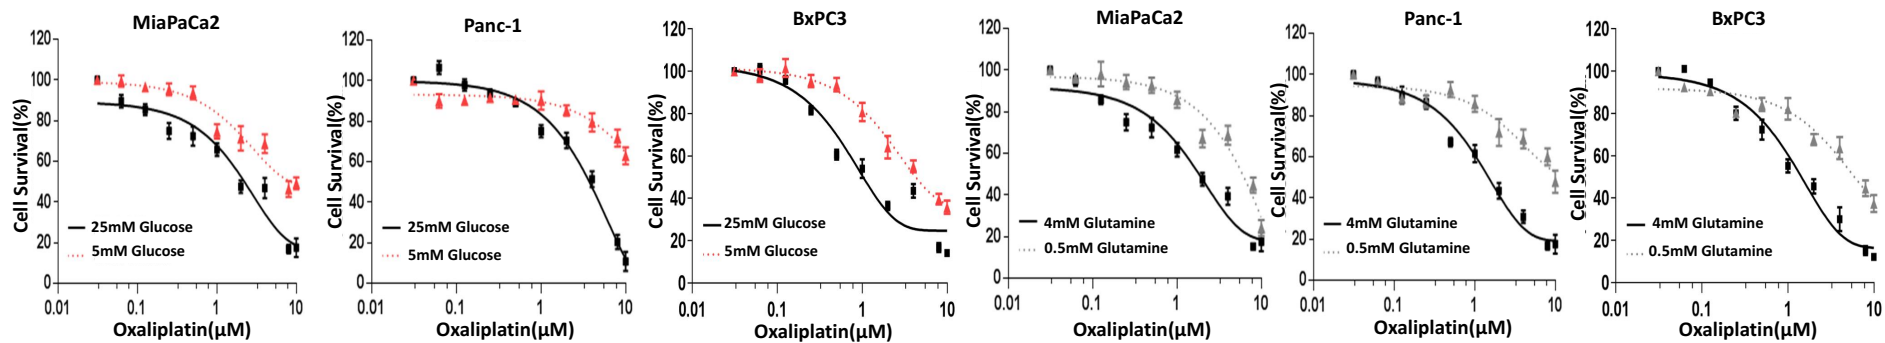 MiaPaCa2
Cell Survival(%)
120
100
80
60
40
20
0
25mM Glucose
5mM Glucose
0.01
0.1
1
10
Oxaliplatin(µM)
Panc-1
Cell Survival(%)
120
100
80
60
40
20
0
25mM Glucose
5mM Glucose
0.01
0.1
1
10
Oxaliplatin(µM)
BxPC3
Cell Survival(%)
120
100
80
60
40
20
0
25mM Glucose
5mM Glucose
0.01
0.1
1
10
Oxaliplatin(µM)
MiaPaCa2
Cell Survival(%)
120
100
80
60
40
20
0
4mM Glutamine
0.5mM Glutamine
0.01
0.1
1
10
Oxaliplatin(µM)
Panc-1
Cell Survival(%)
120
100
80
60
40
20
0
4mM Glutamine
0.5mM Glutamine
0.01
0.1
1
10
Oxaliplatin(µM)
BxPC3
Cell Survival(%)
120
100
80
60
40
20
0
4mM Glutamine
0.5mM Glutamine
0.01
0.1
1
10
Oxaliplatin(µM)